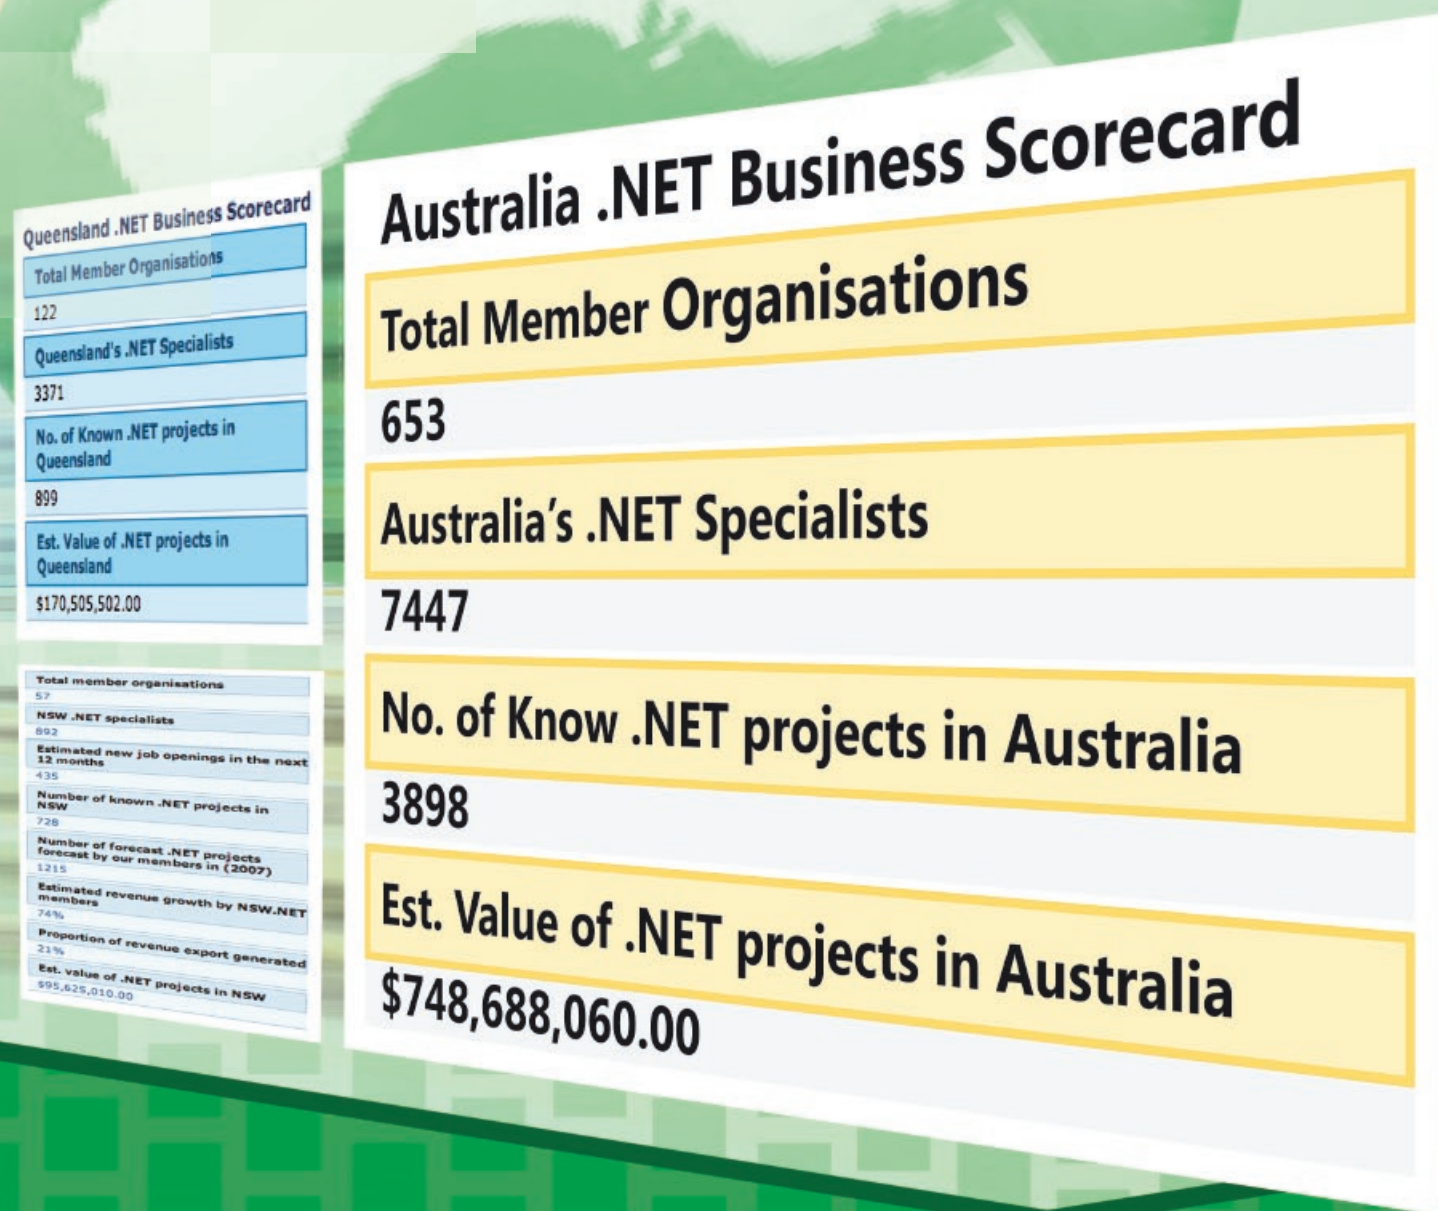 Queensland .NET Business Scorecard
Total Member Organisations
122
Queensland's .NET Specialists
3371
No. of Known .NET projects in
Queensland
899
Est. Value of .NET projects in
Queensland
$170,505,502.00
Total member organisations
57
NSW .NET specialists
892
Estimated new job openings in the next
12 months
435
Number of known .NET projects in
NSW
728
Number of forecast .NET projects
forecast by our members in (2007)
1215
Estimated revenue growth by NSW.NET
members
74%
Proportion of revenue export generated
21%
Est. value of .NET projects in NSW
$95,625,010.00
Australia .NET Business Scorecard
Total Member Organisations
653
Australia’s .NET Specialists
7447
No. of Know .NET projects in Australia
3898
Est. Value of .NET projects in Australia
$748,688,060.00